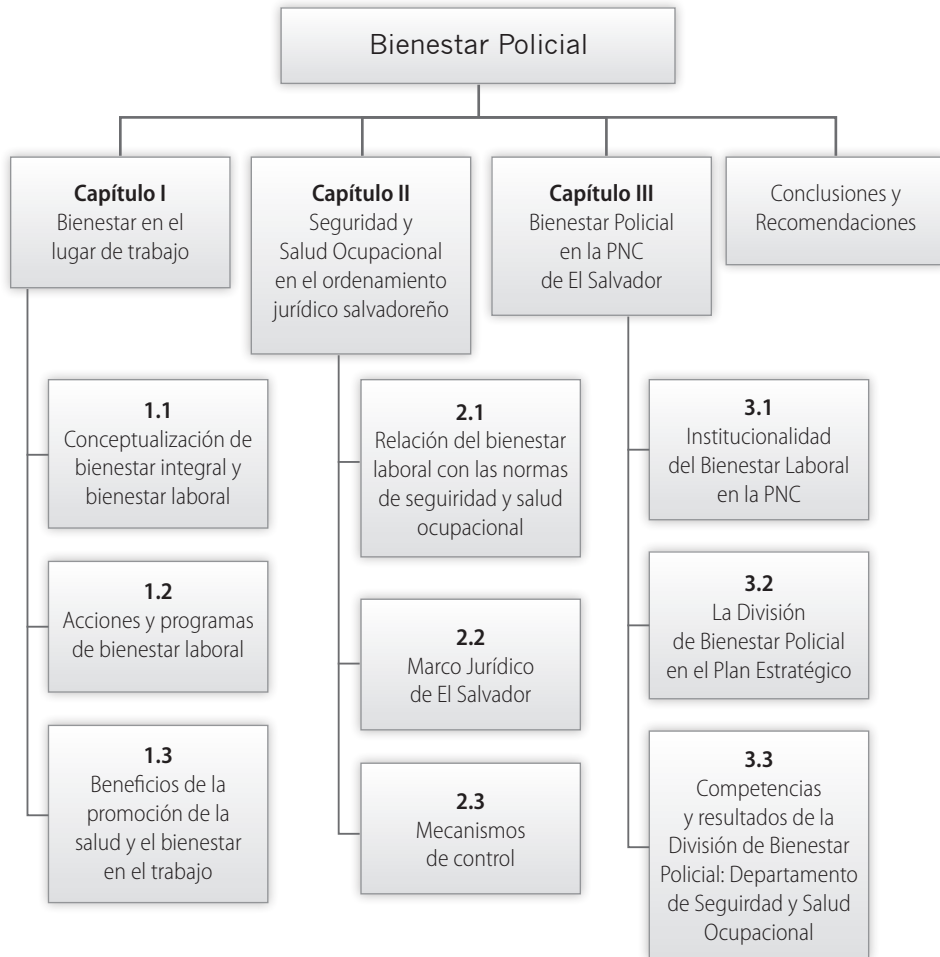 Bienestar Policial
Capítulo I
Bienestar en el
lugar de trabajo
Capítulo II
Seguridad y
Salud Ocupacional
en el ordenamiento
jurídico salvadoreño
Capítulo III
Bienestar Policial
en la PNC
de El Salvador
Conclusiones y
Recomendaciones
1.1
Conceptualización de
bienestar integral y
bienestar laboral
1.2
Acciones y programas
de bienestar laboral
1.3
Beneficios de la
promoción de la
salud y el bienestar
en el trabajo
2.1
Relación del bienestar
laboral con las normas
de seguiridad y salud
ocupacional
2.2
Marco Jurídico
de El Salvador
2.3
Mecanismos
de control
3.1
Institucionalidad
del Bienestar Laboral
en la PNC
3.2
La División
de Bienestar Policial
en el Plan Estratégico
3.3
Competencias
y resultados de la
División de Bienestar
Policial: Departamento
de Seguirdad y Salud
Ocupacional